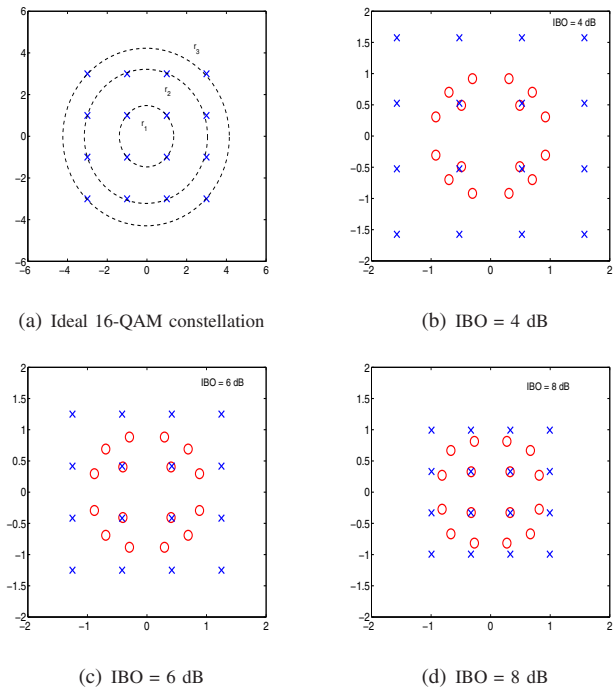 6
4
2
0
−2
−4
−6
−6 −4 −2 0 2 4 6
r3
r2
r1
(a) Ideal 16-QAM constellation
2
1.5
1
0.5
0
−0.5
−1
−1.5
−2
−2 −1 0 1 2
IBO = 4 dB
(b) IBO = 4 dB
2
1.5
1
0.5
0
−0.5
−1
−1.5
−2
−2 −1 0 1 2
IBO = 6 dB
(c) IBO = 6 dB
2
1.5
1
0.5
0
−0.5
−1
−1.5
−2
−2 −1 0 1 2
IBO = 8 dB
(d) IBO = 8 dB